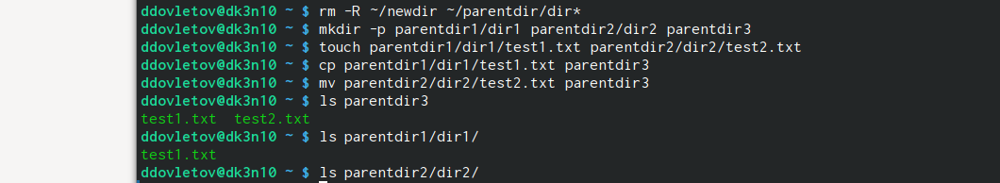 ddovletov@dk3n10 ~ $ rm -R ~/newdir ~/parentdir/dir*
ddovletov@dk3n10 ~ $ mkdir -p parentdir1/dir1 parentdir2/dir2 parentdir3
ddovletov@dk3n10 ~ $ touch parentdir1/dir1/test1.txt parentdir2/dir2/test2.txt
ddovletov@dk3n10 ~ $ cp parentdir1/dir1/test1.txt parentdir3
ddovletov@dk3n10 ~ $ mv parentdir2/dir2/test2.txt parentdir3
ddovletov@dk3n10 ~ $ ls parentdir3
test1.txt  test2.txt
ddovletov@dk3n10 ~ $ ls parentdir1/dir1/
test1.txt
ddovletov@dk3n10 ~ $ ls parentdir2/dir2/